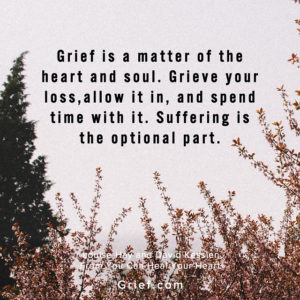 Grief is a matter of the
heart and soul. Grieve your
loss,allow it in, and spend
time with it. Suffering is
the optional part.
Louise Hay and David Kessler,
From You Can Heal Your Heart
Grief.com